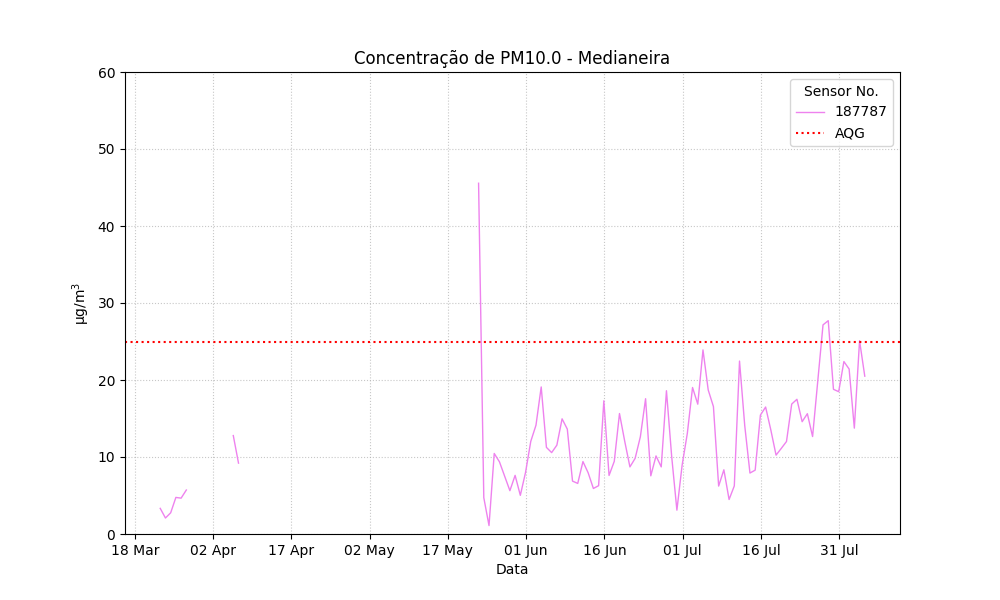 Concentração de PM10.0 - Medianeira
Sensor No.
187787
AQG
60
50
40
30
20
10
0
µg/m³
18 Mar
02 Apr
17 Apr
02 May
17 May
01 Jun
16 Jun
01 Jul
16 Jul
31 Jul
Data